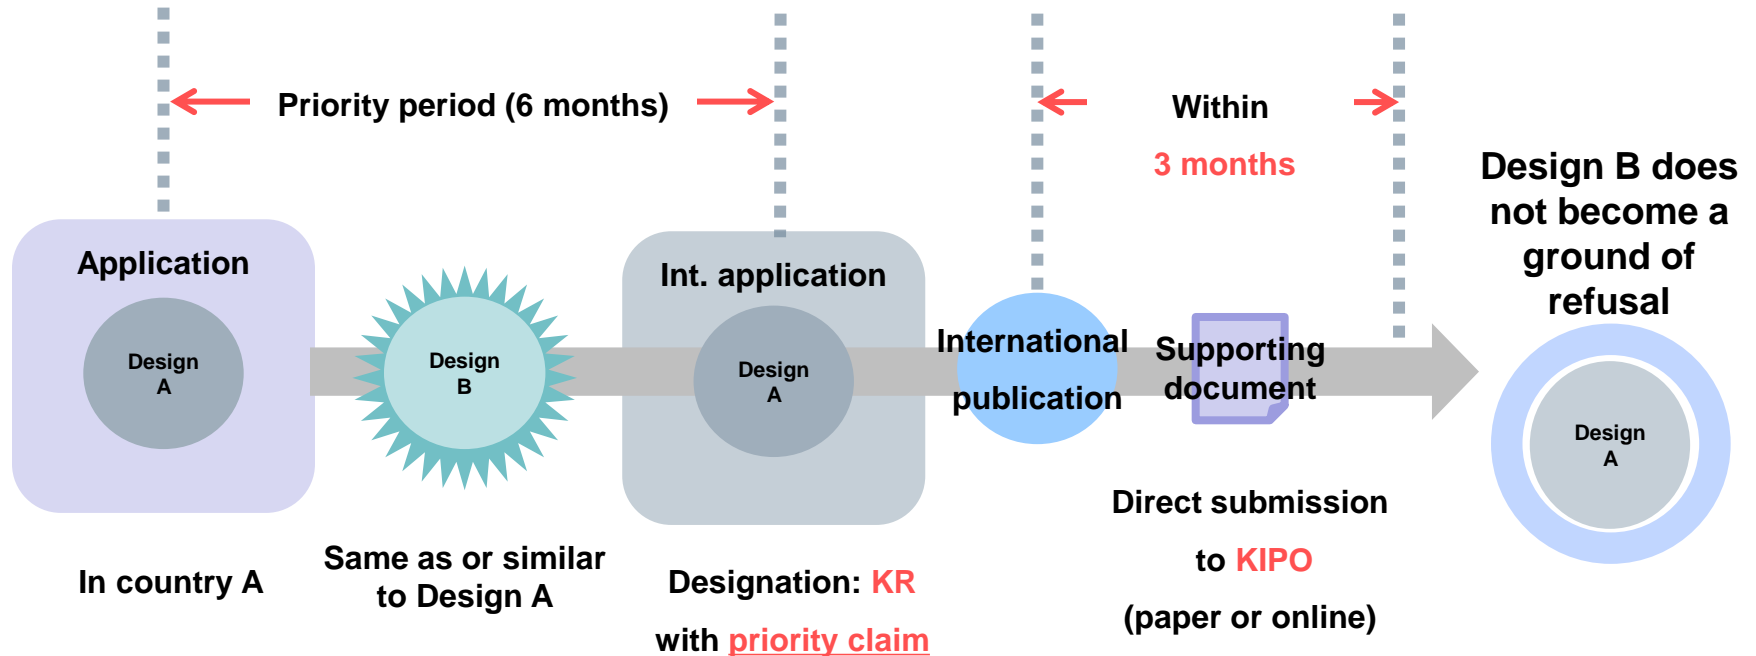 Priority period (6 months)
Within
3 months
Design B does
not become a
ground of
refusal
Application
Design
A
Design
B
Int. application
Design
A
International
publication
Supporting
document
Design
A
In country A
Same as or similar
to Design A
Designation: KR
with priority claim
Direct submission
to KIPO
(paper or online)